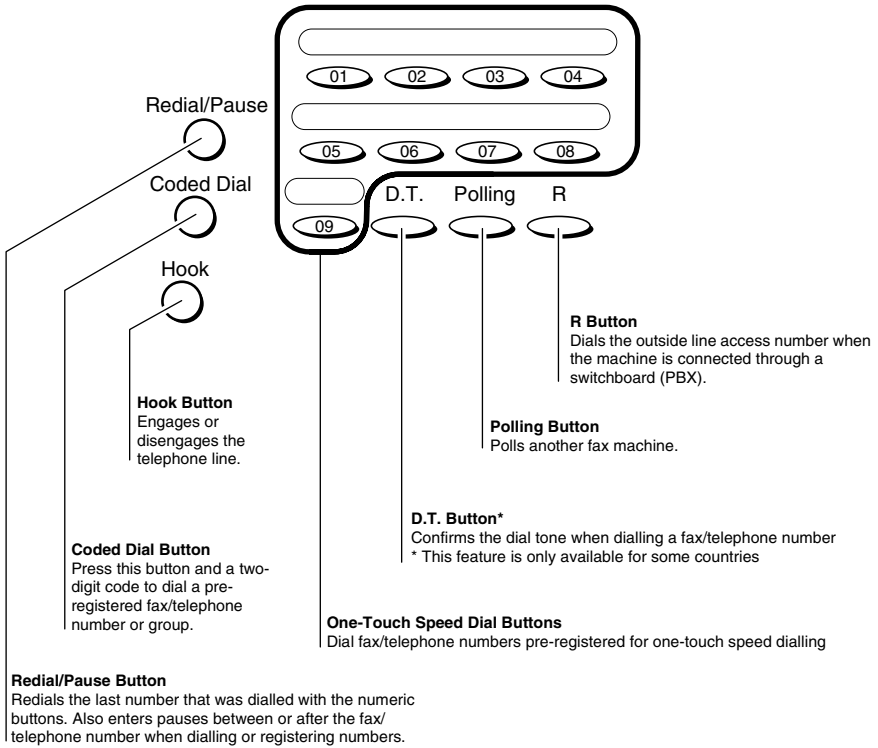 01 02 03 04
Redial/Pause
05 06 07 08
Coded Dial
D.T. Polling R
09
Hook
R Button
Dials the outside line access number when
the machine is connected through a
switchboard (PBX).
Hook Button
Engages or
disengages the
telephone line.
Polling Button
Polls another fax machine.
D.T. Button*
Confirms the dial tone when dialling a fax/telephone number
* This feature is only available for some countries
Coded Dial Button
Press this button and a two-
digit code to dial a pre-
registered fax/telephone
number or group.
One-Touch Speed Dial Buttons
Dial fax/telephone numbers pre-registered for one-touch speed dialling
Redial/Pause Button
Redials the last number that was dialled with the numeric
buttons. Also enters pauses between or after the fax/
telephone number when dialling or registering numbers.